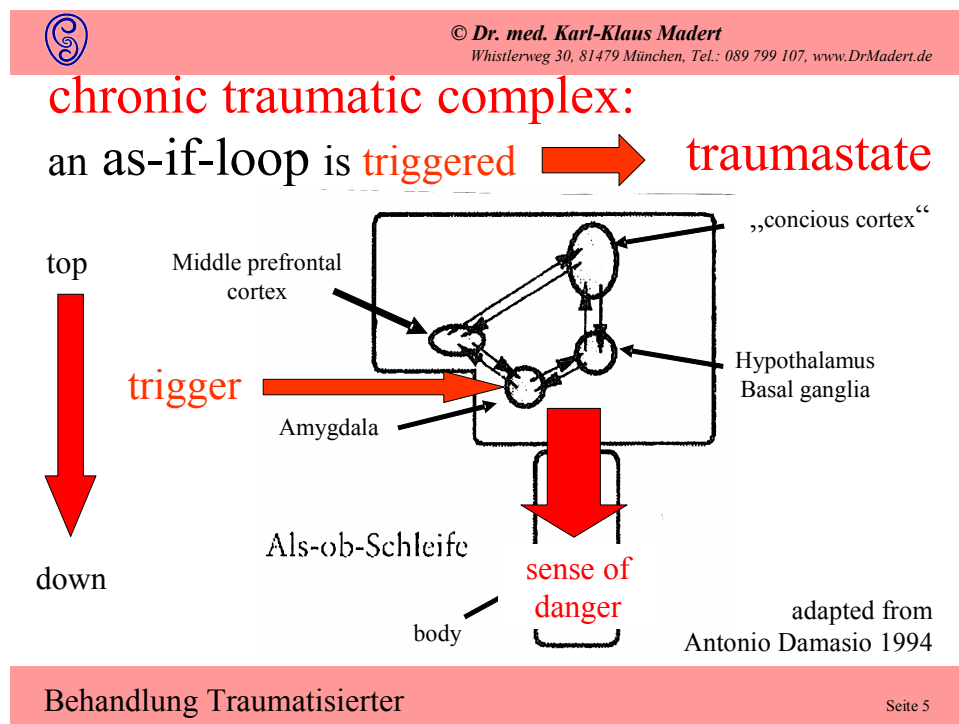 © Dr. med. Karl-Klaus Madert
Whistlerweg 30, 81479 München, Tel.: 089 799 107, www.DrMadert.de
chronic traumatic complex:
an as-if-loop is triggered
traumastate
„concious cortex“
top
Middle prefrontal
cortex
Hypothalamus
Basal ganglia
trigger
Amygdala
Als-ob-Schleife
sense of
danger
down
body
adapted from
Antonio Damasio 1994
Behandlung Traumatisierter
Seite 5